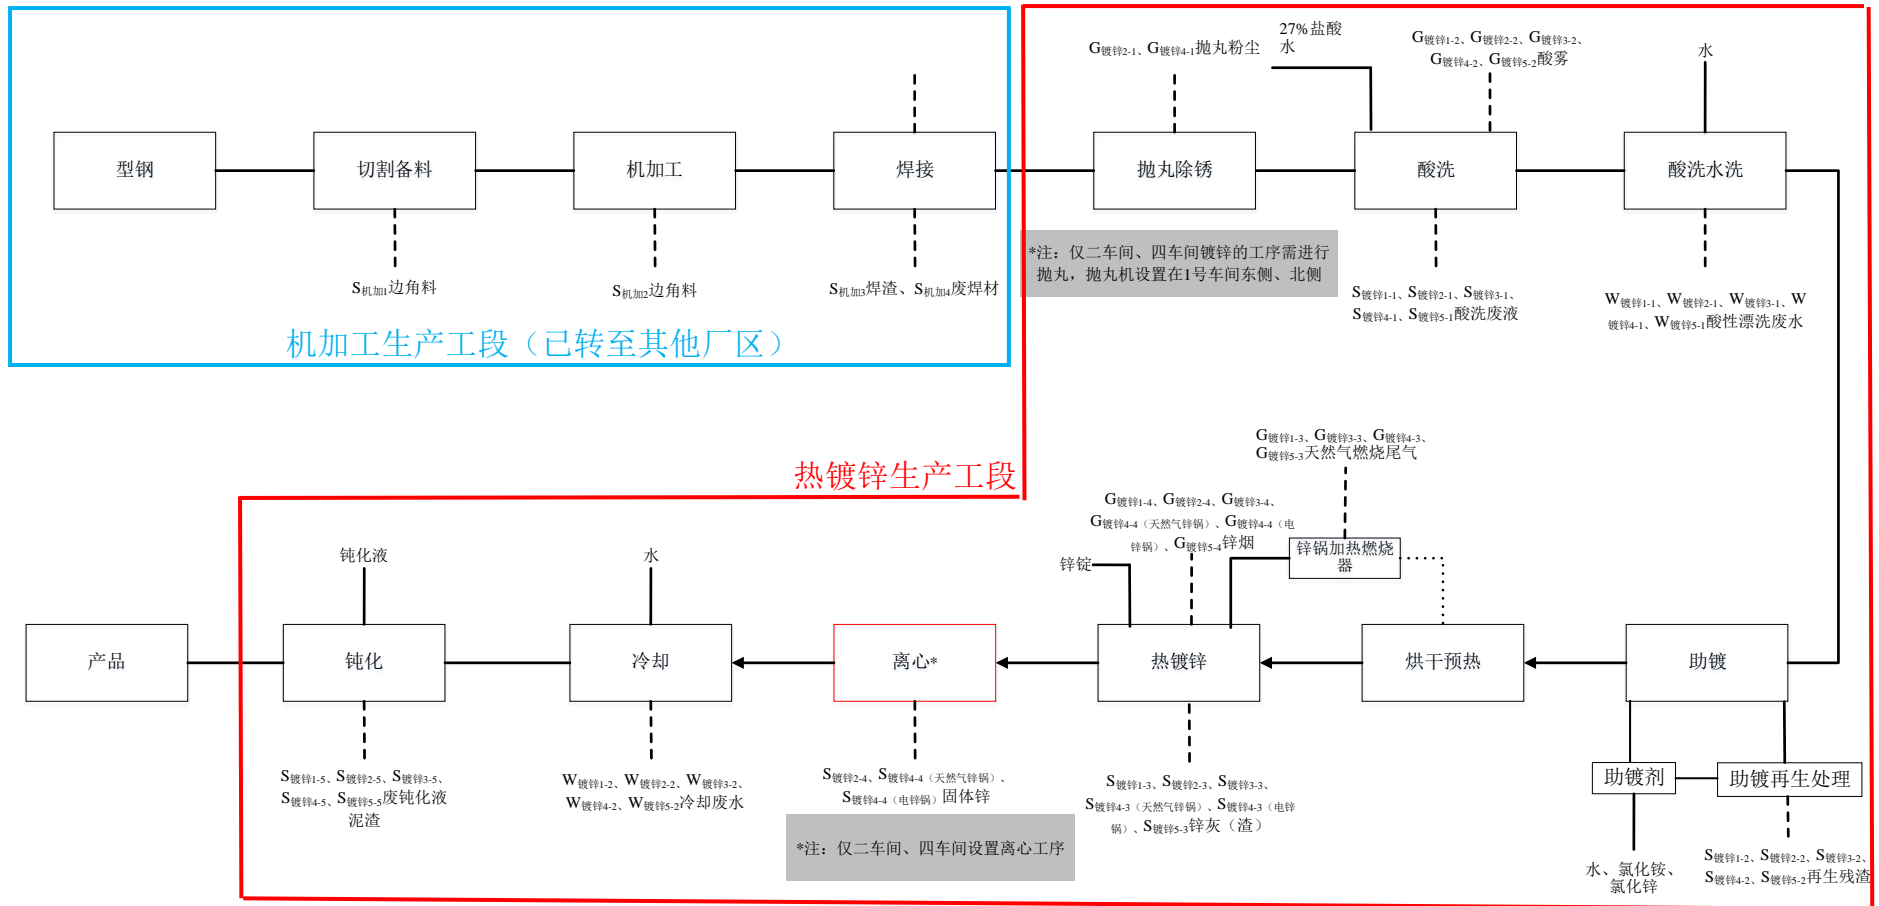 G镀锌2-1、G镀锌4-1抛丸粉尘
27%盐酸
水
G镀锌1-2、G镀锌2-2、G镀锌3-2、
G镀锌4-2、G镀锌5-2酸雾
水
型钢
切割备料
机加工
焊接
抛丸除锈
酸洗
酸洗水洗
S机加1边角料
S机加2边角料
S机加3焊渣、S机加4废焊材
*注：仅二车间、四车间镀锌的工序需进行
抛丸，抛丸机设置在1号车间东侧、北侧
S镀锌1-1、S镀锌2-1、S镀锌3-1、
S镀锌4-1、S镀锌5-1酸洗废液
W镀锌1-1、W镀锌2-1、W镀锌3-1、W
镀锌4-1、W镀锌5-1酸性漂洗废水
机加工生产工段（已转至其他厂区）
热镀锌生产工段
G镀锌1-3、G镀锌3-3、G镀锌4-3、
G镀锌5-3天然气燃烧尾气
G镀锌1-4、G镀锌2-4、G镀锌3-4、
G镀锌4-4（天然气锌锅）、G镀锌4-4（电
锌锅）、G镀锌5-4锌烟
钝化液
水
锌锭
锌锅加热燃烧
器
产品
钝化
冷却
离心*
热镀锌
烘干预热
助镀
S镀锌1-5、S镀锌2-5、S镀锌3-5、
S镀锌4-5、S镀锌5-5废钝化液
泥渣
W镀锌1-2、W镀锌2-2、W镀锌3-2、
W镀锌4-2、W镀锌5-2冷却废水
S镀锌2-4、S镀锌4-4（天然气锌锅）、
S镀锌4-4（电锌锅）固体锌
*注：仅二车间、四车间设置离心工序
S镀锌1-3、S镀锌2-3、S镀锌3-3、
S镀锌4-3（天然气锌锅）、S镀锌4-3（电锌
锅）、S镀锌5-3锌灰（渣）
助镀剂
助镀再生处理
水、氯化铵、
氯化锌
S镀锌1-2、S镀锌2-2、S镀锌3-2、
S镀锌4-2、S镀锌5-2再生残渣